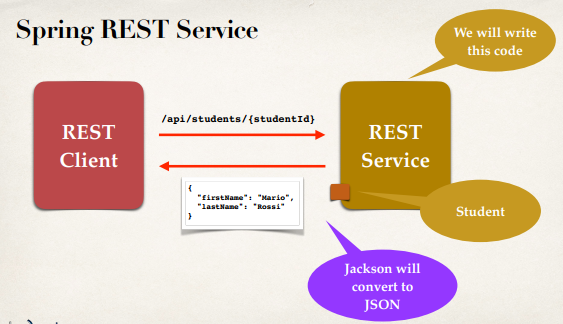 Spring REST Service
We will write
this code
REST
Client
/api/students/{studentId}
REST
Service
{
"firstName": "Mario",
"lastName": "Rossi"
}
Student
Jackson will
convert to
JSON